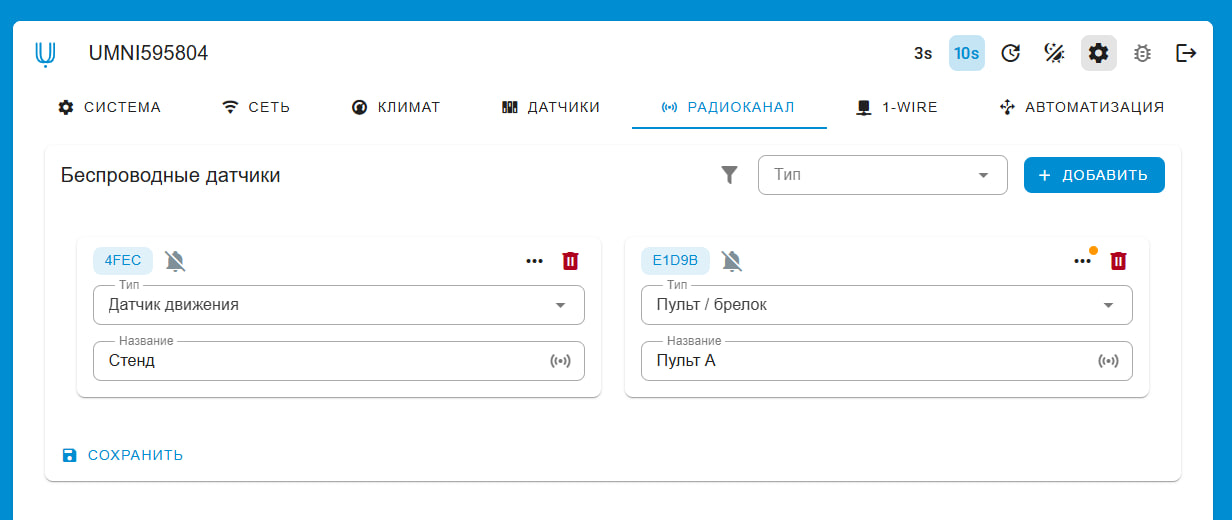 UMNI595804
3s
10s
СИСТЕМА
СЕТЬ
КЛИМАТ
ДАТЧИКИ
РАДИОКАНАЛ
1-WIRE
АВТОМАТИЗАЦИЯ
Беспроводные датчики
Тип
+ ДОБАВИТЬ
4FEC
Тип
Датчик движения
Название
Стенд
E1D9B
Тип
Пульт / брелок
Название
Пульт А
СОХРАНИТЬ